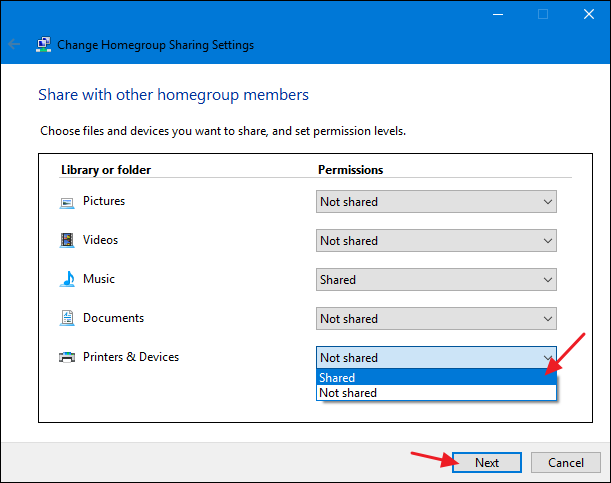 Change Homegroup Sharing Settings
Share with other homegroup members
Choose files and devices you want to share, and set permission levels.
Library or folder Permissions
Pictures Not shared
Videos Not shared
Music Shared
Documents Not shared
Printers & Devices Not shared
Shared
Not shared
Next Cancel